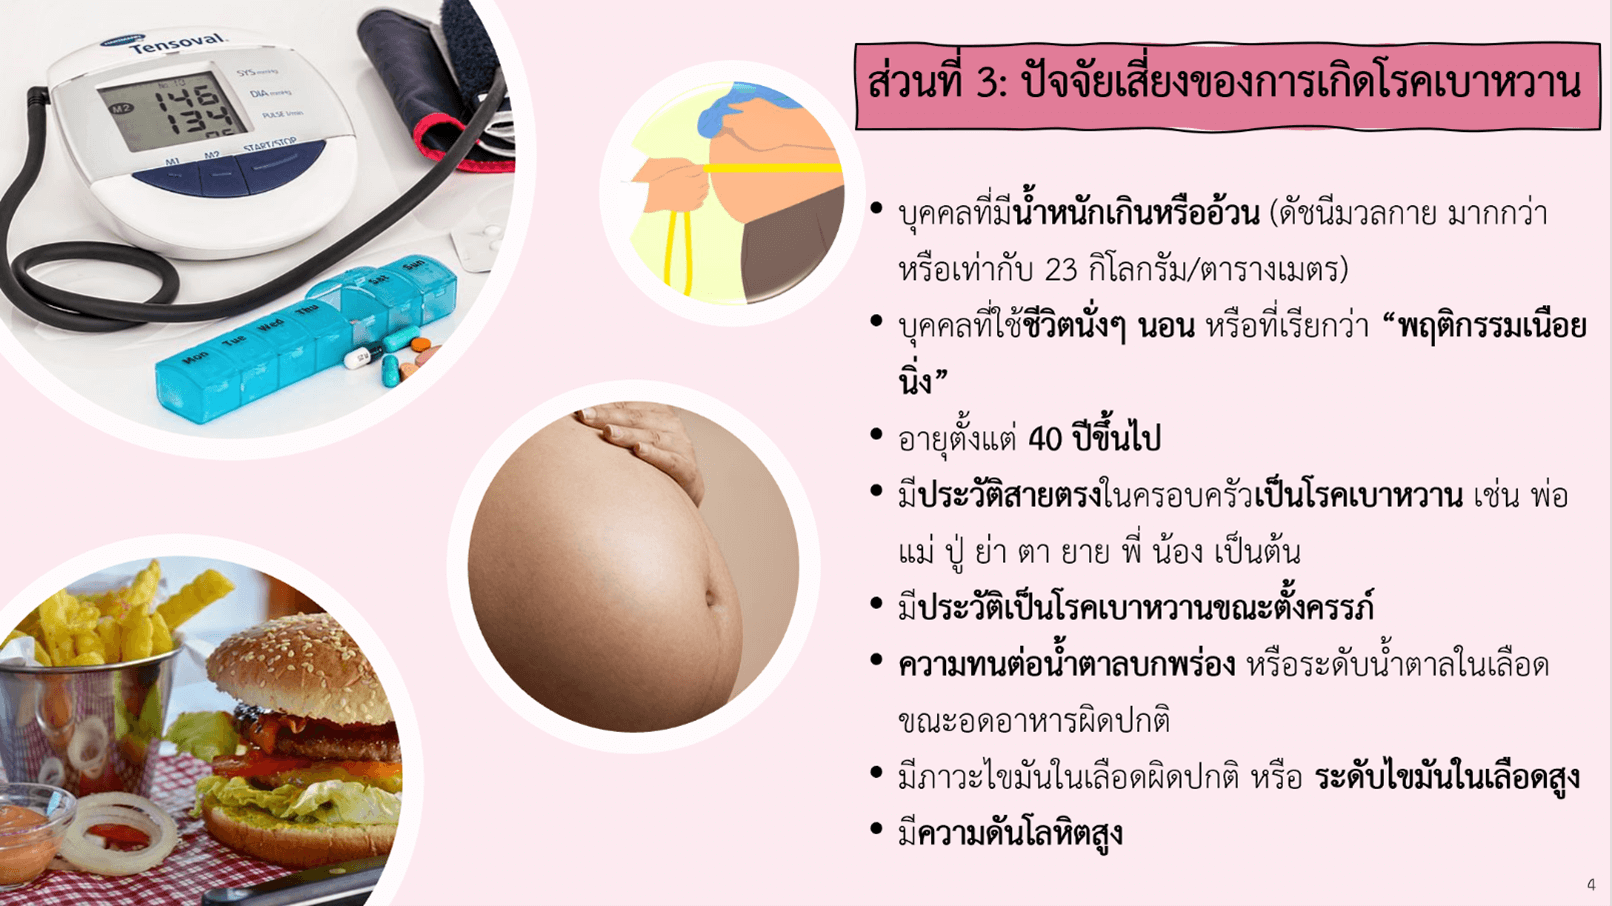 ส่วนที่ 3: ปัจจัยเสี่ยงของการเกิดโรคเบาหวาน
• บุคคลที่มีน้ำหนักเกินหรืออ้วน (ดัชนีมวลกาย มากกว่า
หรือเท่ากับ 23 กิโลกรัม/ตารางเมตร)
• บุคคลที่ใช้ชีวิตนั่งๆ นอน หรือที่เรียกว่า “พฤติกรรมเนือย
นิ่ง”
• อายุตั้งแต่ 40 ปีขึ้นไป
• มีประวัติสายตรงในครอบครัวเป็นโรคเบาหวาน เช่น พ่อ
แม่ ปู่ ย่า ตา ยาย พี่ น้อง เป็นต้น
• มีประวัติเป็นโรคเบาหวานขณะตั้งครรภ์
• ความทนต่อน้ำตาลบกพร่อง หรือระดับน้ำตาลในเลือด
ขณะอดอาหารผิดปกติ
• มีภาวะไขมันในเลือดผิดปกติ หรือ ระดับไขมันในเลือดสูง
• มีความดันโลหิตสูง
4
Tensoval
SYS mmHg
DIA mmHg
PULSE 1/min
M2
146
134
M1 M2 START/STOP
Mon Tue Wed Thu Sat Sun